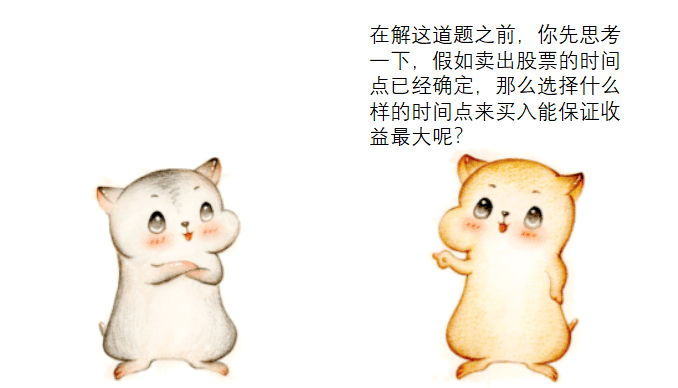 在解这道题之前，你先思考
一下，假如卖出股票的时间
点已经确定，那么选择什么
样的时间点来买入能保证收
益最大呢？